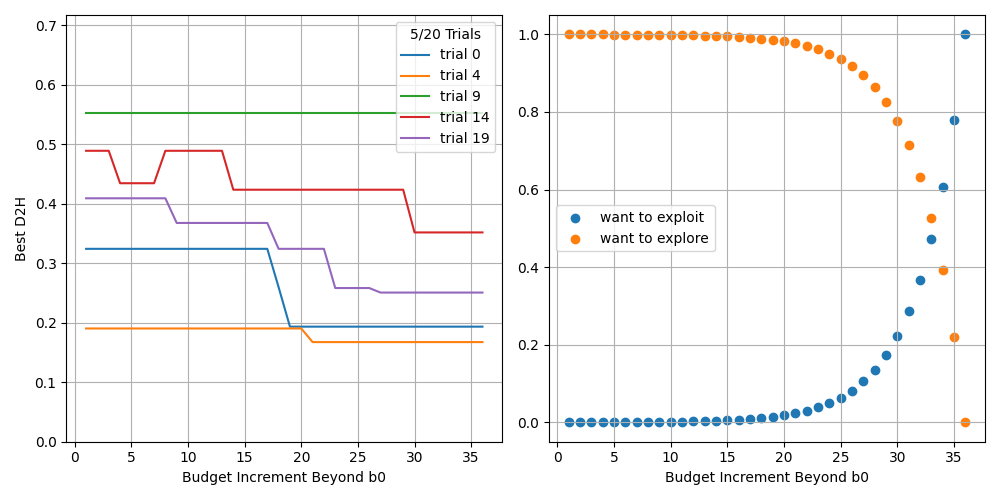 0.7
0.6
0.5
0.4
0.3
0.2
0.1
0.0
Best D2H
0 5 10 15 20 25 30 35
Budget Increment Beyond b0
5/20 Trials
trial 0
trial 4
trial 9
trial 14
trial 19
1.0
0.8
0.6
0.4
0.2
0.0
0 5 10 15 20 25 30 35
Budget Increment Beyond b0
want to exploit
want to explore